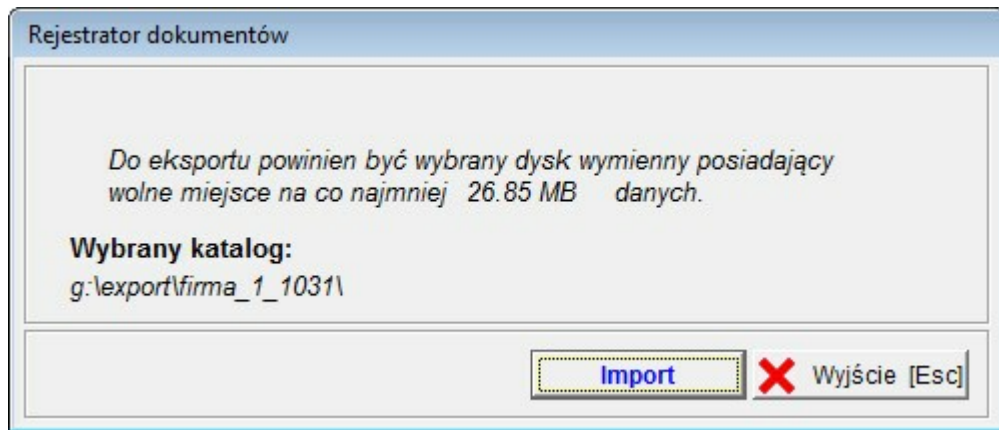 Rejestrator dokumentów
Do eksportu powinien być wybrany dysk wymienny posiadający
wolne miejsce na co najmniej 26.85 MB danych.
Wybrany katalog:
g:\export\firma_1_1031\
Import
Wyjście [Esc]